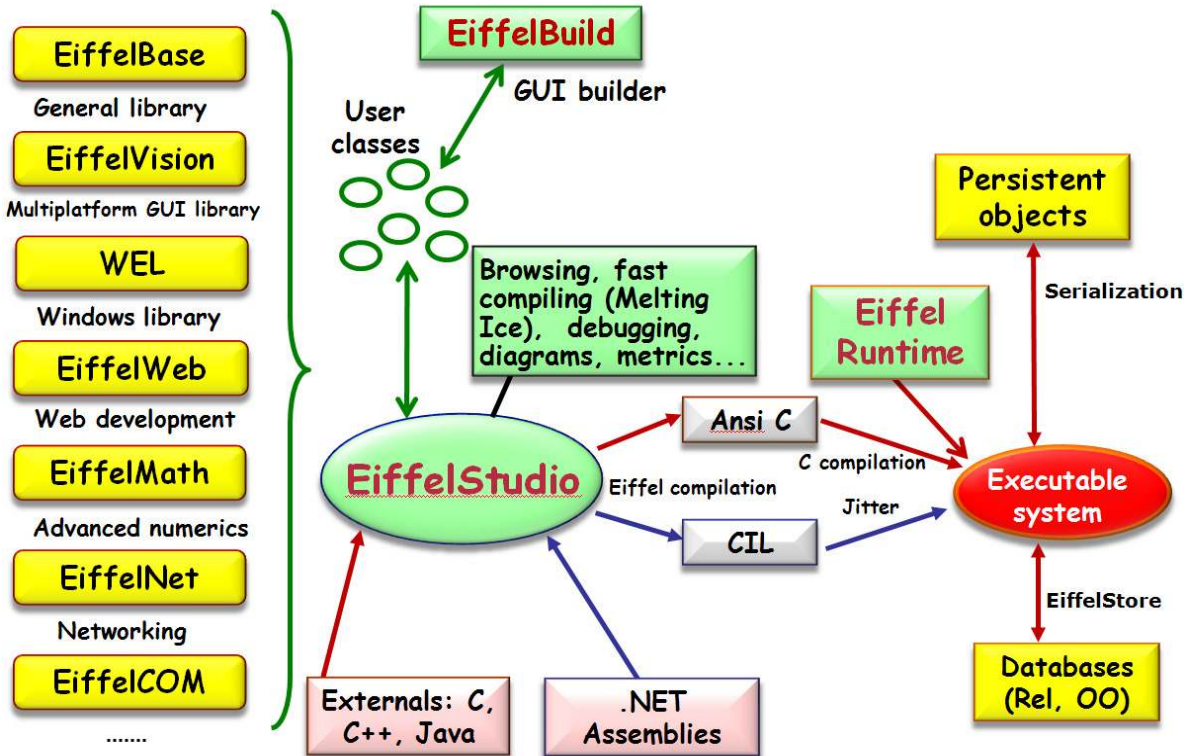 EiffelBase
General library
EiffelVision
Multiplatform GUI library
WEL
Windows library
EiffelWeb
Web development
EiffelMath
Advanced numerics
EiffelNet
Networking
EiffelCOM
.......
EiffelBuild
GUI builder
User
classes
Browsing, fast
compiling (Melting
Ice), debugging,
diagrams, metrics...
EiffelStudio
Eiffel compilation
Ansi C
C compilation
CIL
Jitter
Eiffel
Runtime
Persistent
objects
Serialization
Executable
system
EiffelStore
Databases
(Rel, OO)
Externals: C,
C++, Java
.NET
Assemblies